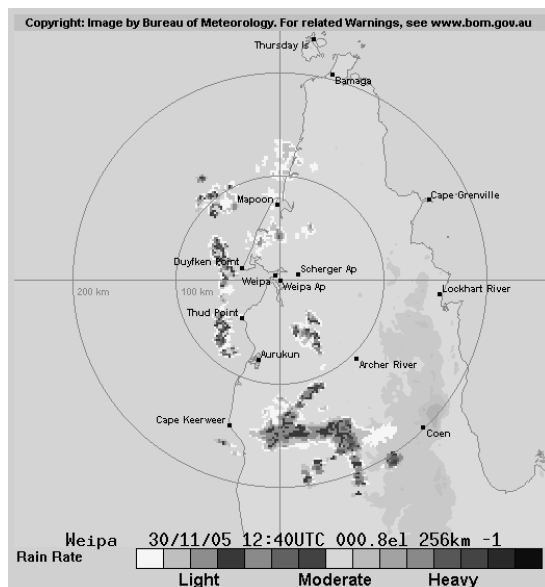 Copyright: Image by Bureau of Meteorology. For related Warnings, see www.bom.gov.au
Thursday Is
Bamaga
Cape Grenville
Mapoon
Duyfken Point
Scherger Ap
Weipa
Weipa Ap
200 km
100 km
Lockhart River
Thud Point
Aurukun
Archer River
Cape Keerweer
Coen
Weipa 30/11/05 12:40UTC 000.8el 256km -1
Rain Rate
Light Moderate Heavy